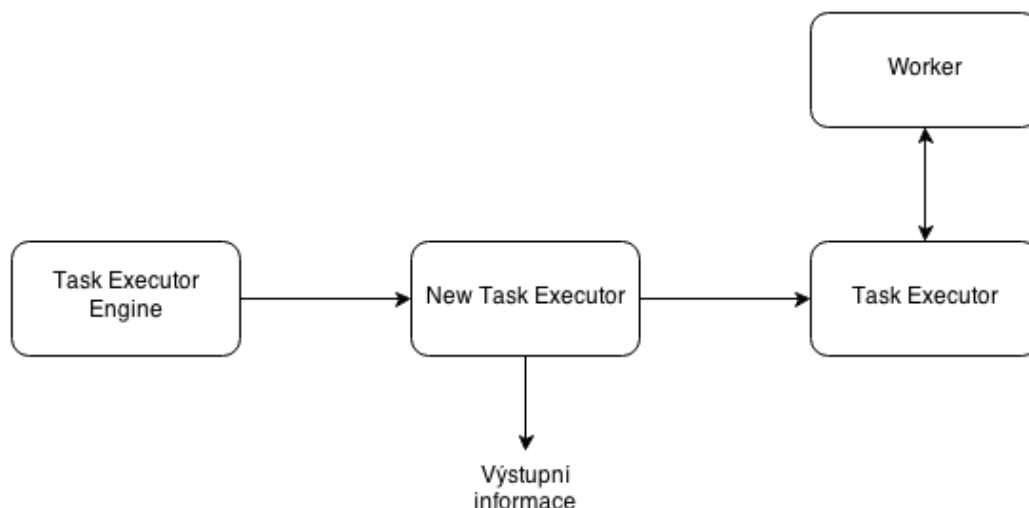 Worker
Task Executor
Engine
New Task Executor
Task Executor
Výstupní
informace